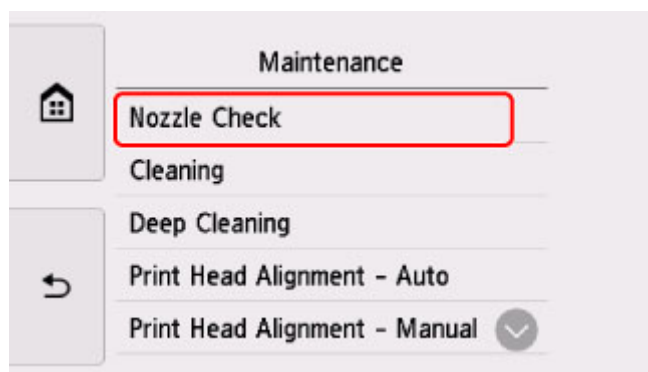 Maintenance
Nozzle Check
Cleaning
Deep Cleaning
Print Head Alignment - Auto
Print Head Alignment - Manual